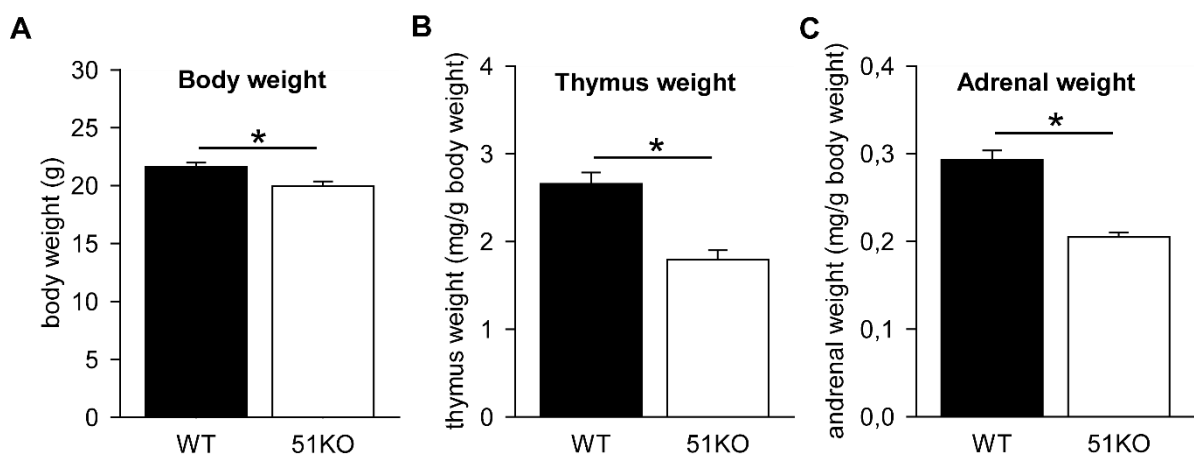 A
Body weight
body weight (g)
30
25
20
15
10
5
0
*
WT
51KO
B
Thymus weight
thymus weight (mg/g body weight)
4
3
2
1
0
*
WT
51KO
C
Adrenal weight
andrenal weight (mg/g body weight)
0,4
0,3
0,2
0,1
0,0
*
WT
51KO